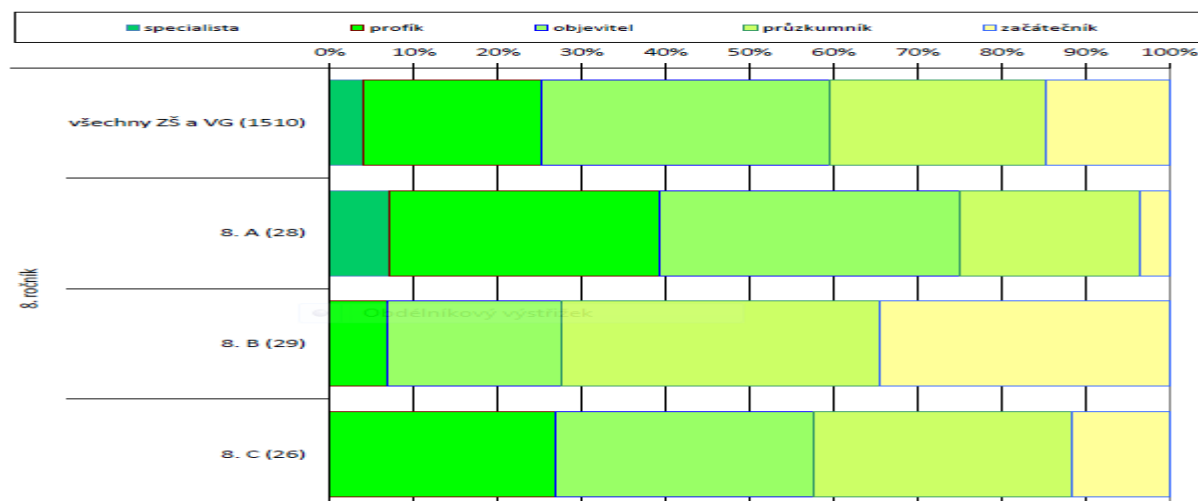 specialista profík objevitel průzkumník začátečník
0% 10% 20% 30% 40% 50% 60% 70% 80% 90% 100%
všechny ZŠ a VG (1510)
8. A (28)
8. ročník
Obdélníkový výstřižek
8. B (29)
8. C (26)